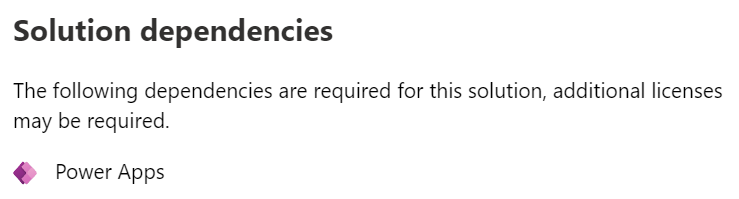 Solution dependencies
The following dependencies are required for this solution, additional licenses
may be required.
Power Apps